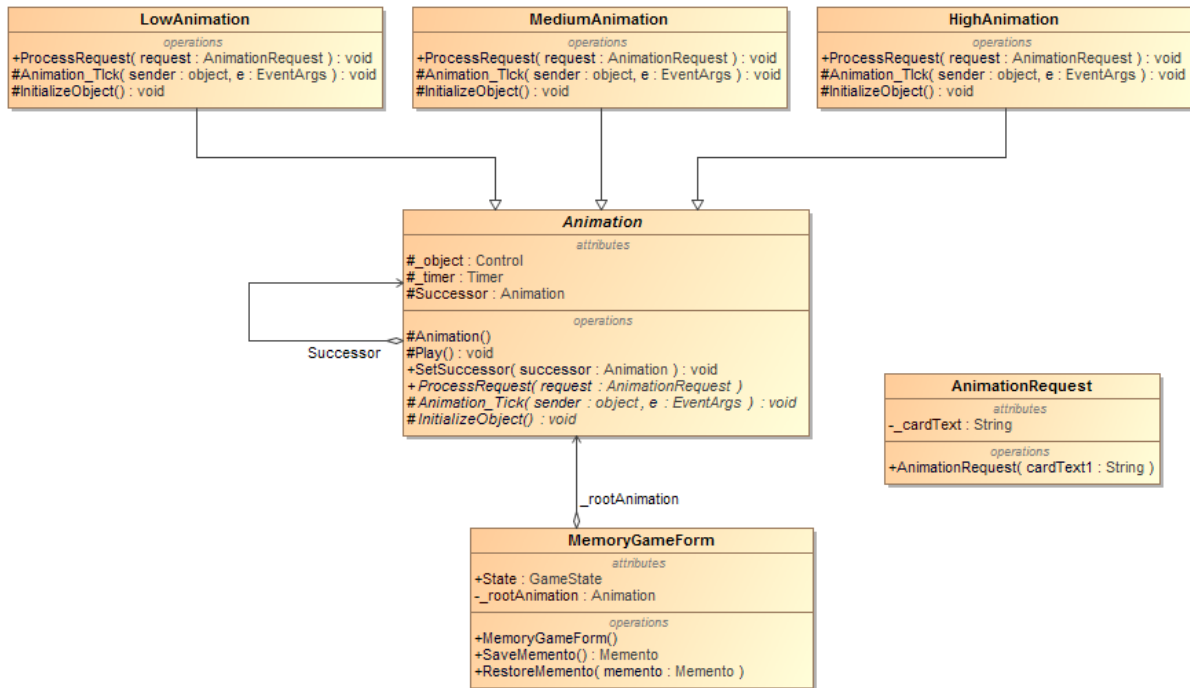 LowAnimation
operations
+ProcessRequest( request : AnimationRequest ) : void
#Animation_TIck( sender : object, e : EventArgs ) : void
#InitializeObject() : void
MediumAnimation
operations
+ProcessRequest( request : AnimationRequest ) : void
#Animation_TIck( sender : object, e : EventArgs ) : void
#InitializeObject() : void
HighAnimation
operations
+ProcessRequest( request : AnimationRequest ) : void
#Animation_TIck( sender : object, e : EventArgs ) : void
#InitializeObject() : void
Animation
attributes
#_object : Control
#_timer : Timer
#Successor : Animation
operations
#Animation()
#Play() : void
+SetSuccessor( successor : Animation ) : void
+ProcessRequest( request : AnimationRequest )
#Animation_Tick( sender : object, e : EventArgs ) : void
#InitializeObject() : void
Successor
AnimationRequest
attributes
-_cardText : String
operations
+AnimationRequest( cardText1 : String )
_rootAnimation
MemoryGameForm
attributes
+State : GameState
-_rootAnimation : Animation
operations
+MemoryGameForm()
+SaveMemento() : Memento
+RestoreMemento( memento : Memento )